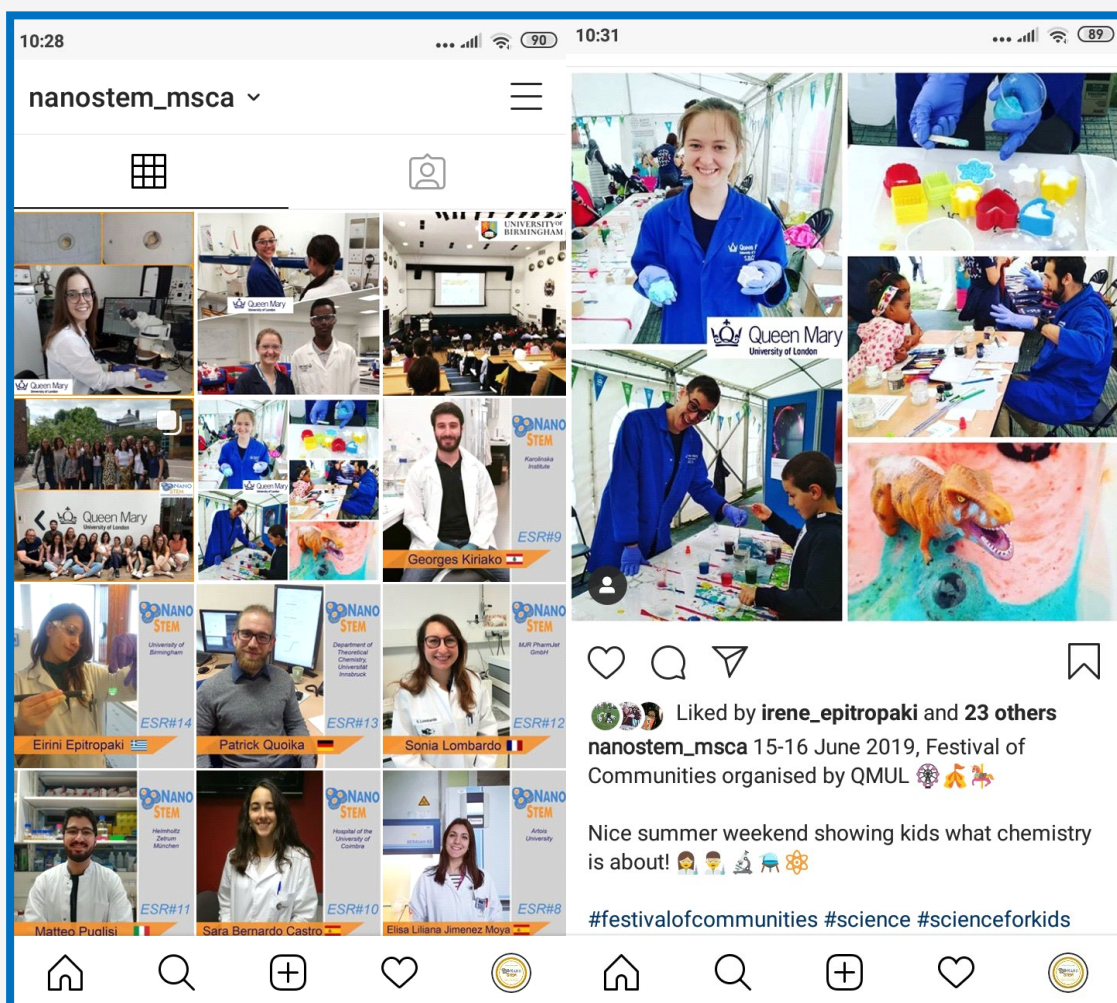 10:28
90
nanostem_msca
UNIVERSITY OF
BIRMINGHAM
Queen Mary
University of London
Queen Mary
University of London
NANO
STEM
Queen Mary
University of London
Queen Mary
NANO
STEM
Karolinska
Institute
ESR#9
Georges Kiriako
NANO
STEM
University of
Birmingham
ESR#14
Eirini Epitropaki
NANO
STEM
Department of
Theoretical
Chemistry,
Universität
Innsbruck
ESR#13
Patrick Quoika
NANO
STEM
MJR PharmJet
GmbH
ESR#12
Sonia Lombardo
NANO
STEM
Helmholtz
Zetrum
München
ESR#11
Matteo Puglisi
NANO
STEM
Hospital of the
University of
Coimbra
ESR#10
Sara Bernardo Castro
NANO
STEM
Artois
University
ESR#8
Elisa Liliana Jimenez Moya
10:31
89
Queen Mary
University of London
Liked by irene_epitropaki and 23 others
nanostem_msca 15-16 June 2019, Festival of
Communities organised by QMUL 🎡🎪🎠
Nice summer weekend showing kids what chemistry
is about! 👩‍🔬👨‍🔬🔬⚗️⚛️
#festivalofcommunities #science #scienceforkids